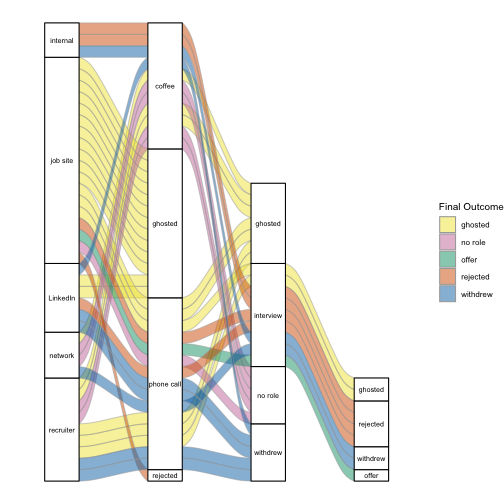 internal
job site
LinkedIn
network
recruiter
coffee
ghosted
phone call
rejected
ghosted
interview
no role
withdrew
ghosted
rejected
withdrew
offer
Final Outcome
ghosted
no role
offer
rejected
withdrew